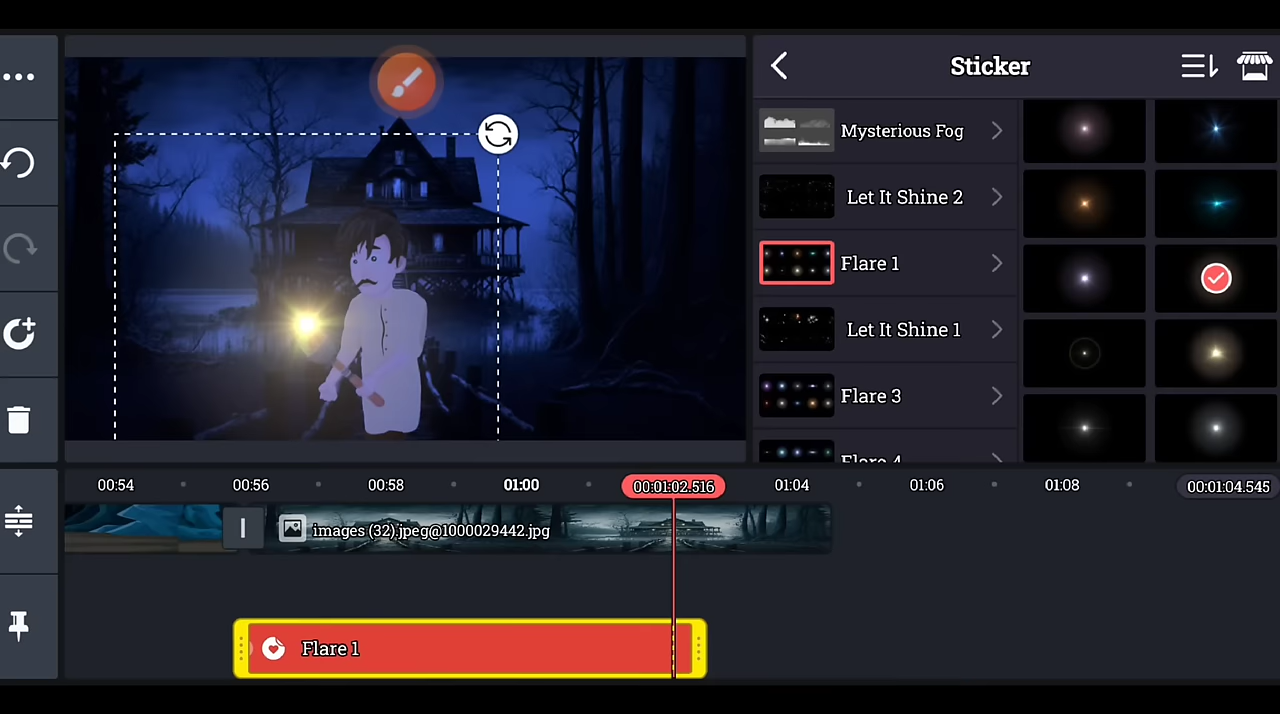 Sticker
Mysterious Fog
Let It Shine 2
Flare 1
Let It Shine 1
Flare 3
Flare 4
00:54
00:56
00:58
01:00
00:01:02.516
01:04
01:06
01:08
00:01:04.545
images (32).jpeg@1000029442.jpg
Flare 1